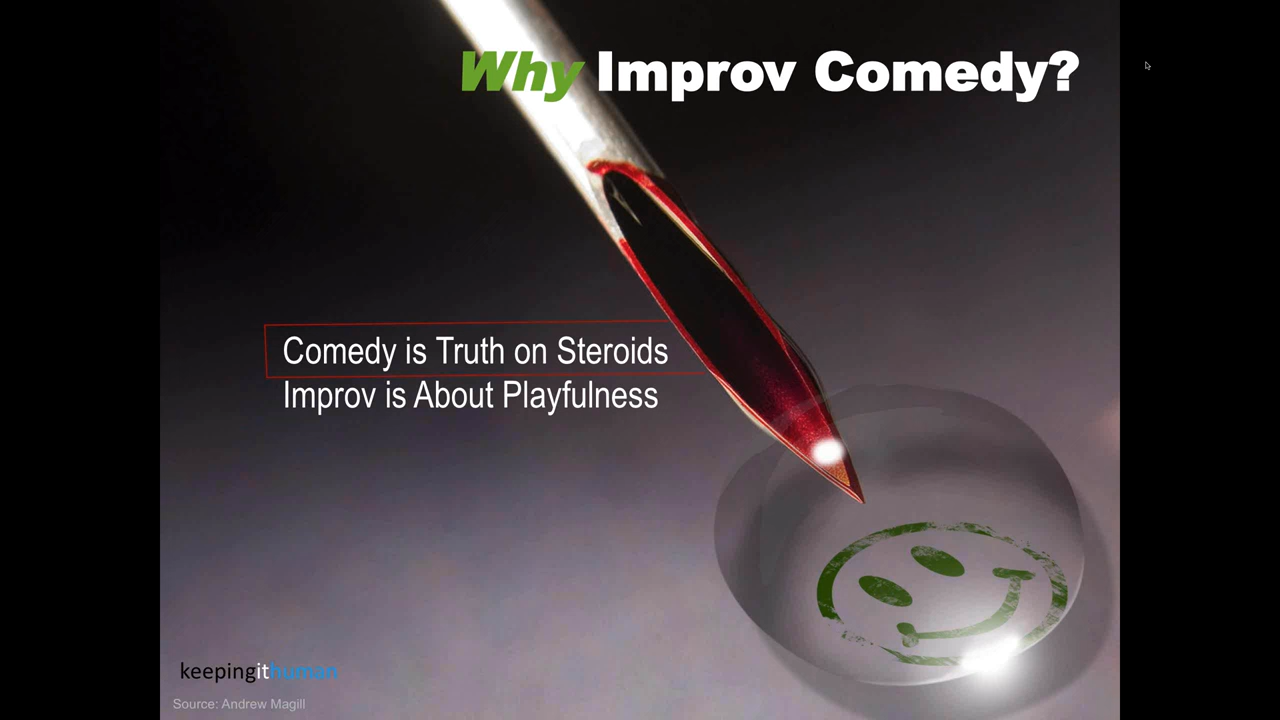 Why Improv Comedy?
Comedy is Truth on Steroids
Improv is About Playfulness
keepingithuman
Source: Andrew Magill